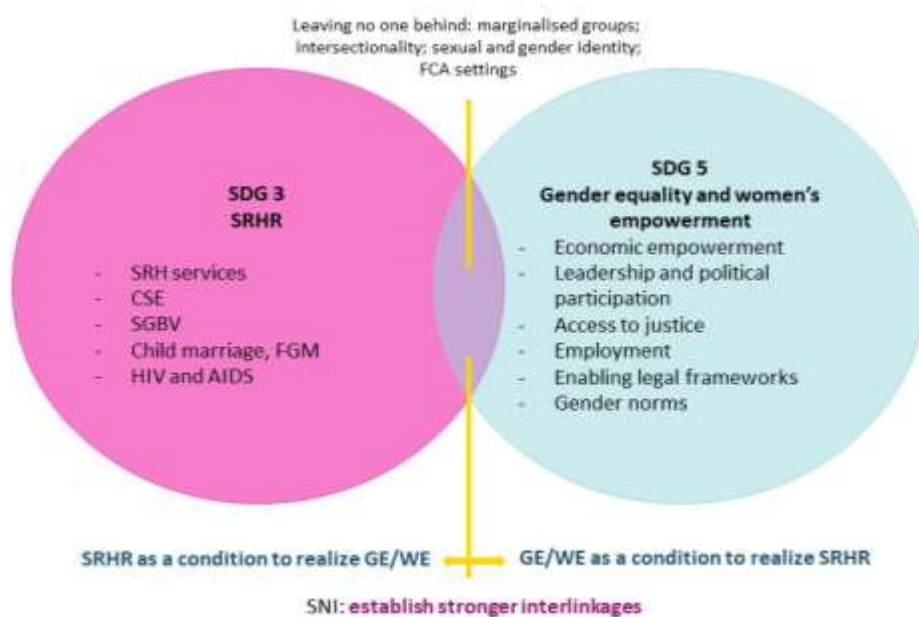 Leaving no one behind: marginalised groups;
intersectionality; sexual and gender identity;
FCA settings
SDG 3
SRHR
- SRH services
- CSE
- SGBV
- Child marriage, FGM
- HIV and AIDS
SDG 5
Gender equality and women's
empowerment
- Economic empowerment
- Leadership and political
participation
- Access to justice
- Employment
- Enabling legal frameworks
- Gender norms
SRHR as a condition to realize GE/WE
GE/WE as a condition to realize SRHR
SNI: establish stronger interlinkages